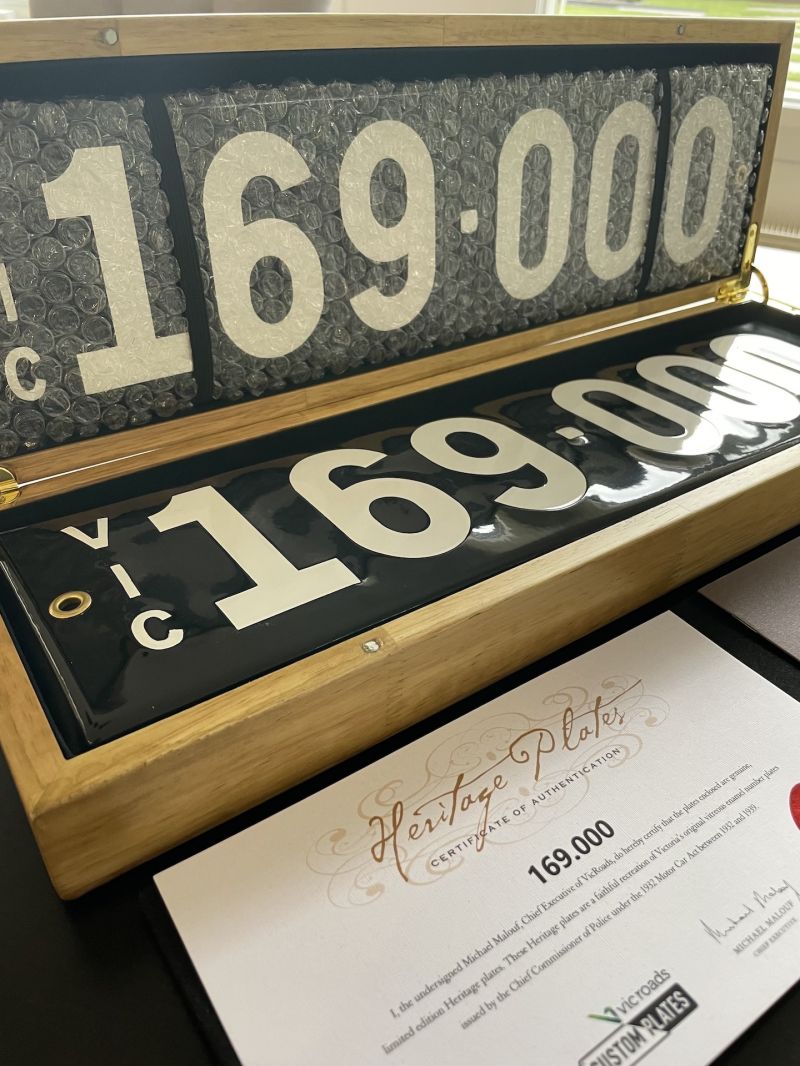 I
C
169·000
V
I
C
169·000
Heritage Plates
CERTIFICATE OF AUTHENTICATION
169.000
I, the undersigned Michael Malouf, Chief Executive of VicRoads, do hereby certify that the plates enclosed are genuine,
limited edition Heritage plates. These Heritage plates are a faithful recreation of Victoria's original vitreous enamel number plates
issued by the Chief Commissioner of Police under the 1932 Motor Car Act between 1932 and 1939.
Michael Malouf
MICHAEL MALOUF
CHIEF EXECUTIVE
vicroads
CUSTOM PLATES